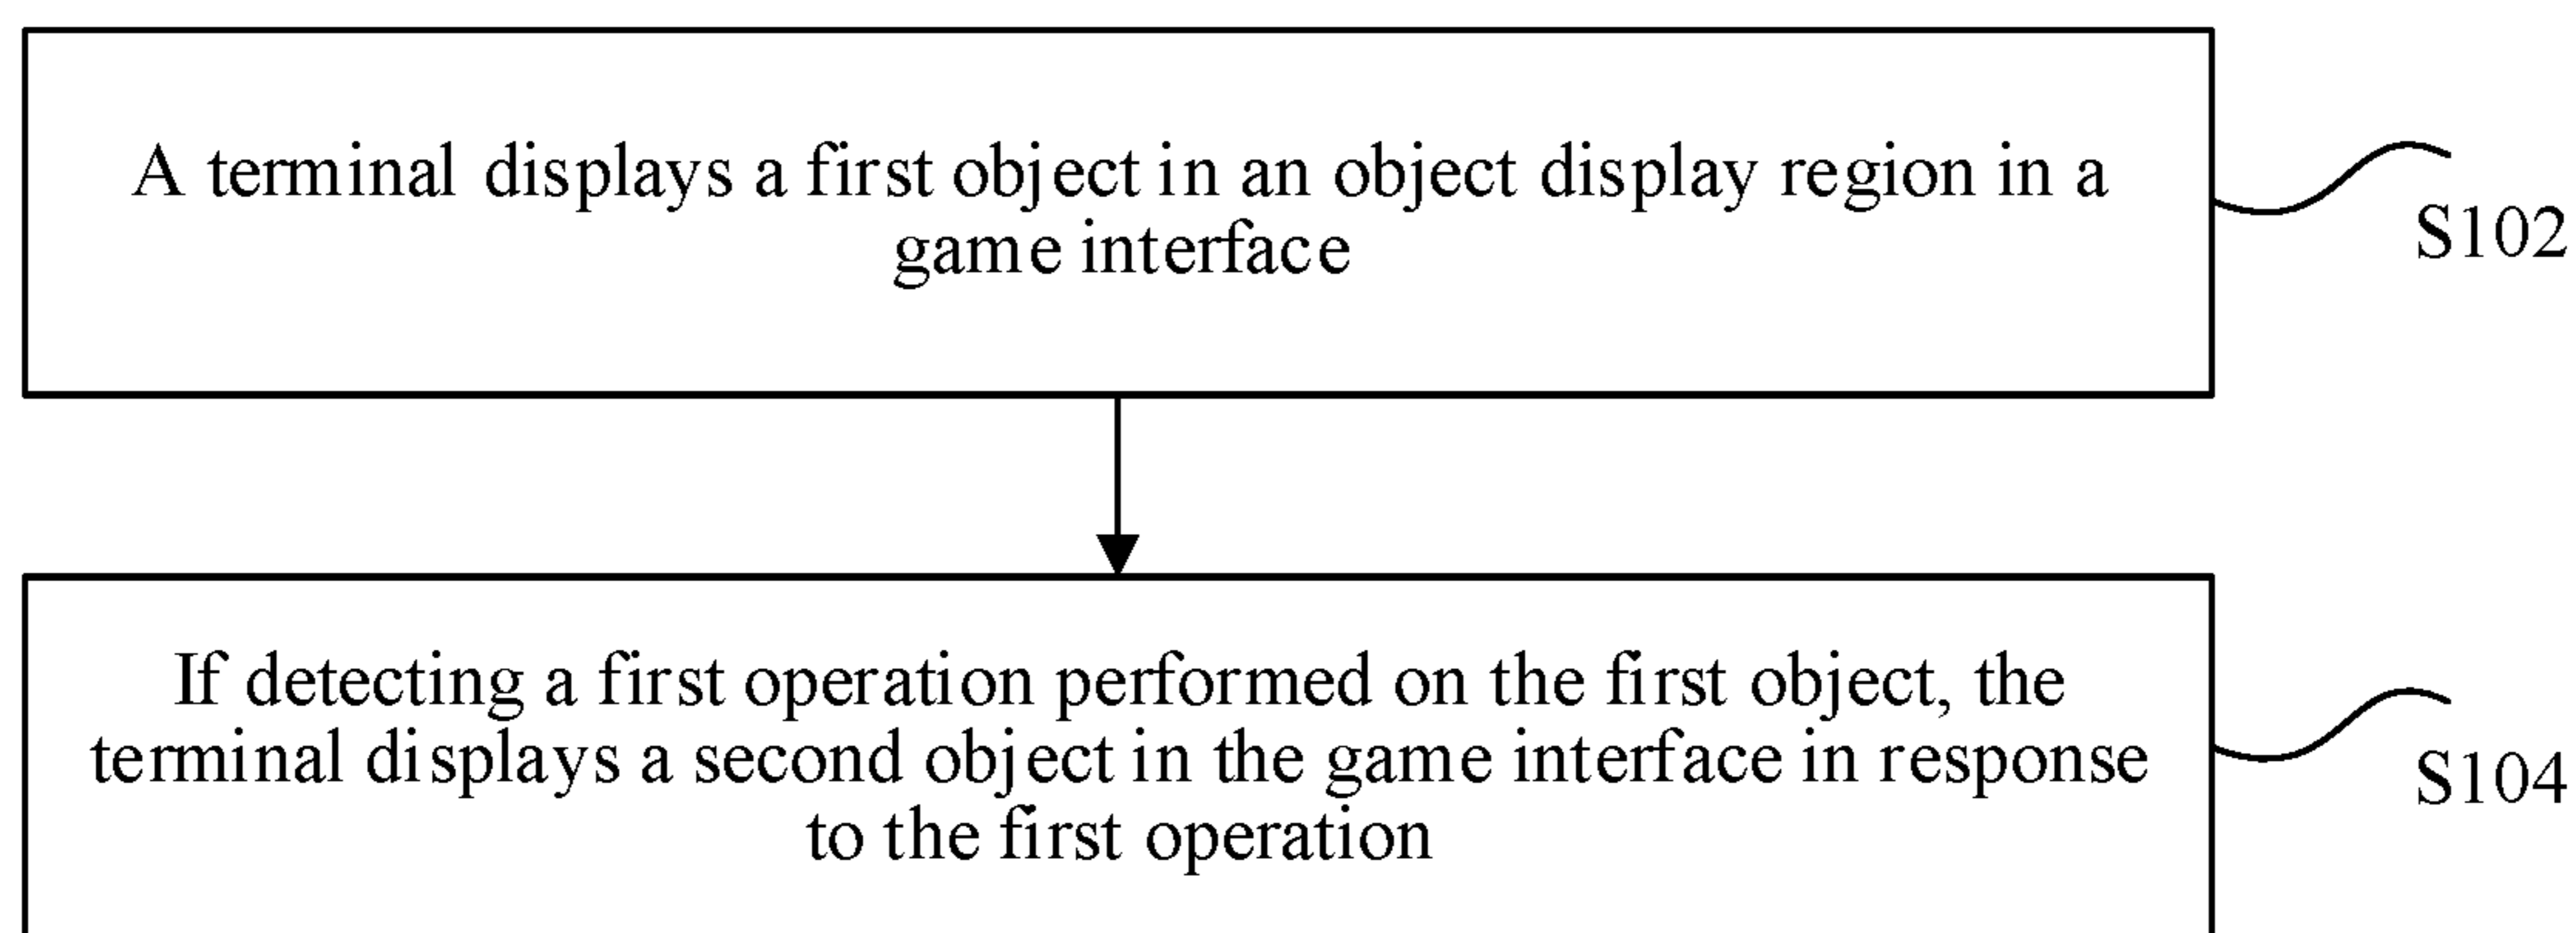 A terminal displays a first object in an object display region in a
game interface
S102
If detecting a first operation performed on the first object, the
terminal displays a second object in the game interface in response
to the first operation
S104